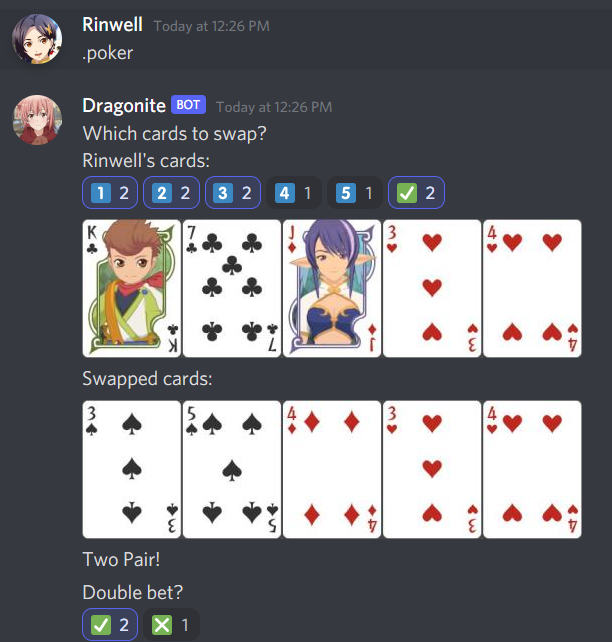 Rinwell Today at 12:26 PM
.poker
Dragonite BOT Today at 12:26 PM
Which cards to swap?
Rinwell's cards:
1 2 2 2 3 2 4 1 5 1 ✅ 2
K 7 J 3 4
K 7 J 3 4
Swapped cards:
3 5 4 3 4
3 5 4 3 4
Two Pair!
Double bet?
✅ 2 ❎ 1